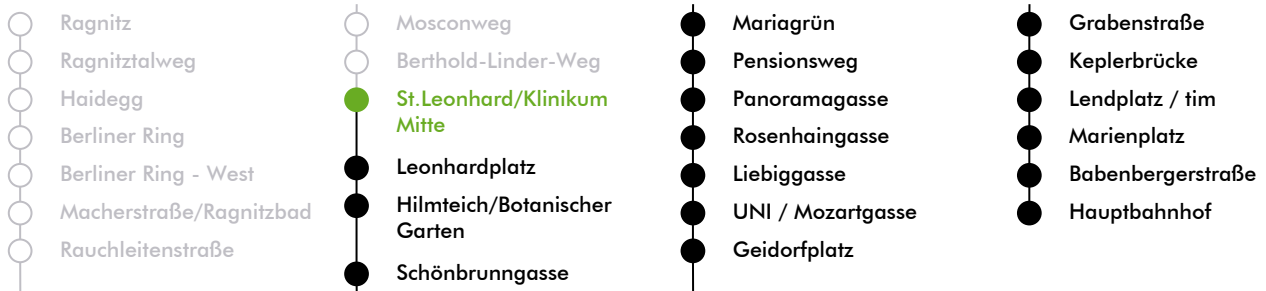 Ragnitz
Ragnitztalweg
Haidegg
Berliner Ring
Berliner Ring - West
Macherstraße/Ragnitzbad
Rauchleitenstraße
Mosconweg
Berthold-Linder-Weg
St.Leonhard/Klinikum
Mitte
Leonhardplatz
Hilmteich/Botanischer
Garten
Schönbrunngasse
Mariagrün
Pensionsweg
Panoramagasse
Rosenhaingasse
Liebiggasse
UNI / Mozartgasse
Geidorfplatz
Grabenstraße
Keplerbrücke
Lendplatz / tim
Marienplatz
Babenbergerstraße
Hauptbahnhof